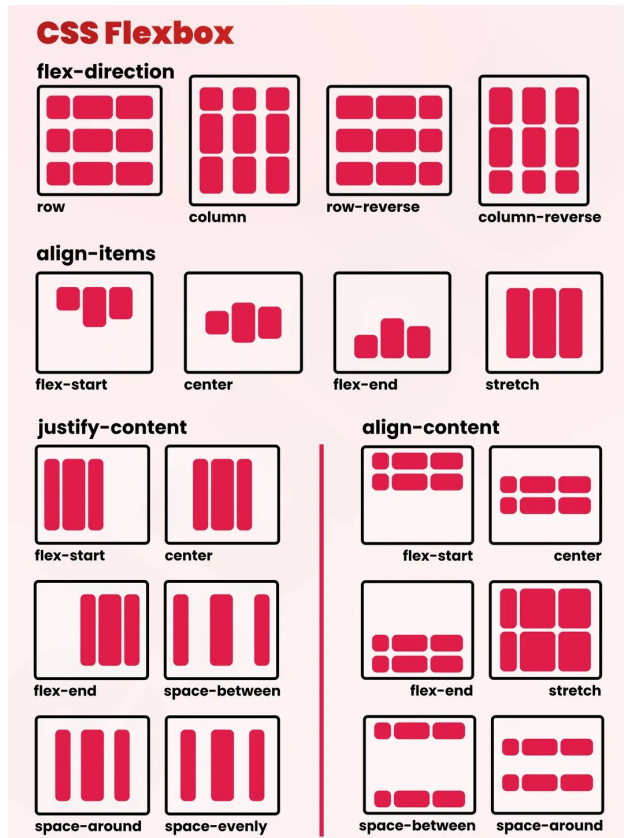 CSS Flexbox
flex-direction
row
column
row-reverse
column-reverse
align-items
flex-start
center
flex-end
stretch
justify-content
flex-start
center
flex-end
space-between
space-around
space-evenly
align-content
flex-start
center
flex-end
stretch
space-between
space-around